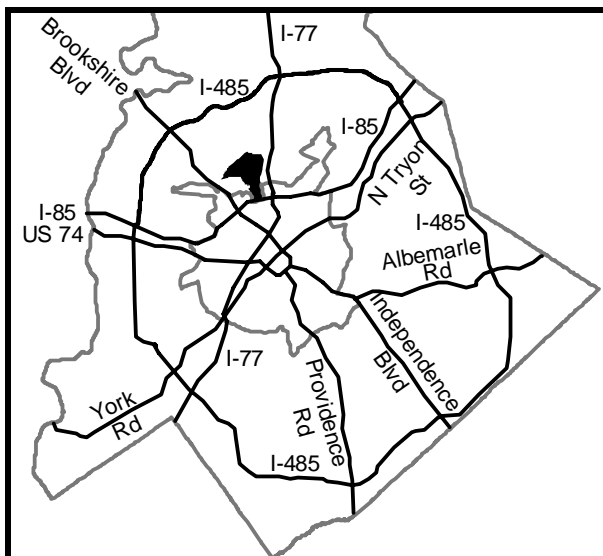 I-77
Brookshire
Blvd
I-485
I-85
N Tryon
St
I-85
US 74
I-485
Albemarle
Rd
Independence
Blvd
I-77
Providence
Rd
York
Rd
I-485